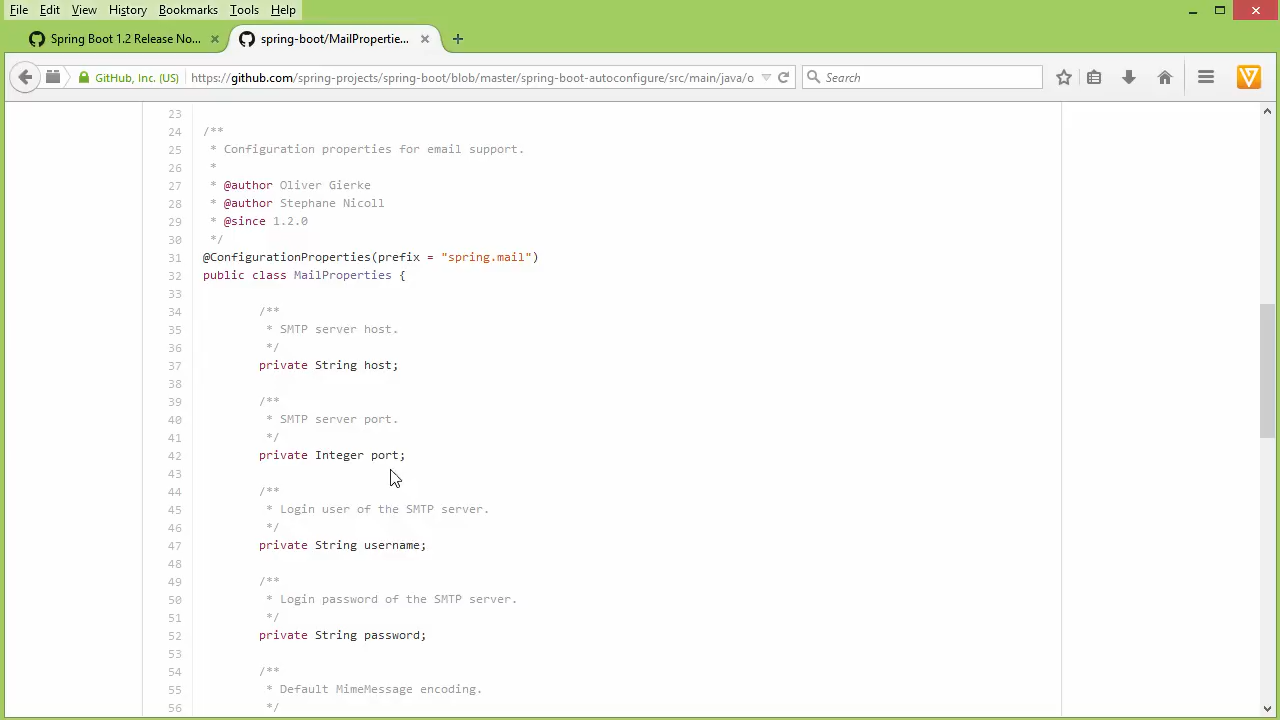 File Edit View History Bookmarks Tools Help
Spring Boot 1.2 Release No... spring-boot/MailPropertie...
GitHub, Inc. (US) https://github.com/spring-projects/spring-boot/blob/master/spring-boot-autoconfigure/src/main/java/o Search
23
24 /**
25 * Configuration properties for email support.
26 *
27 * @author Oliver Gierke
28 * @author Stephane Nicoll
29 * @since 1.2.0
30 */
31 @ConfigurationProperties(prefix = "spring.mail")
32 public class MailProperties {
33
34 /**
35 * SMTP server host.
36 */
37 private String host;
38
39 /**
40 * SMTP server port.
41 */
42 private Integer port;
43
44 /**
45 * Login user of the SMTP server.
46 */
47 private String username;
48
49 /**
50 * Login password of the SMTP server.
51 */
52 private String password;
53
54 /**
55 * Default MimeMessage encoding.
56 */